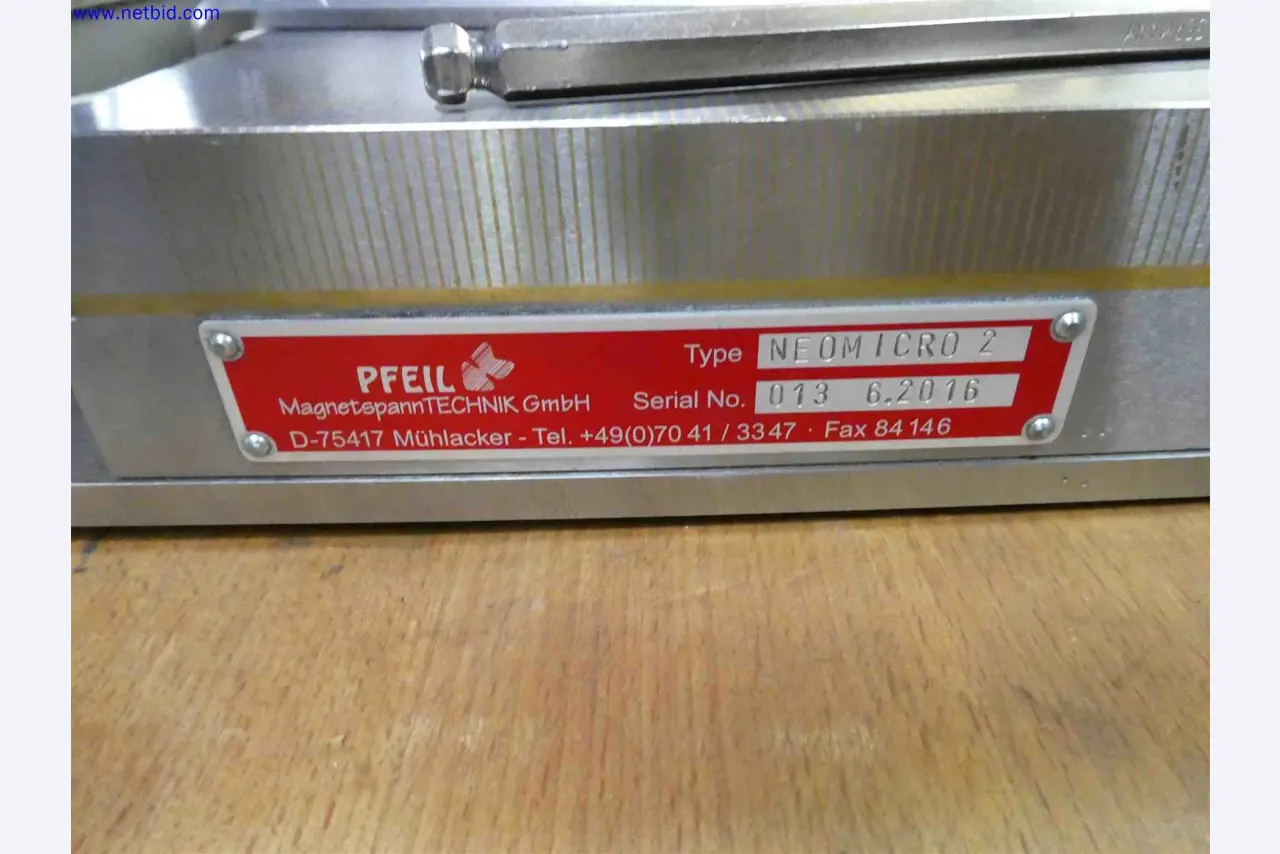 www.netbid.com
Type NEOMICRO 2
PFEIL
MagnetspannTECHNIK GmbH
Serial No. 013 6.2016
D-75417 Mühlacker - Tel. +49(0)70 41 / 33 47 · Fax 84 146